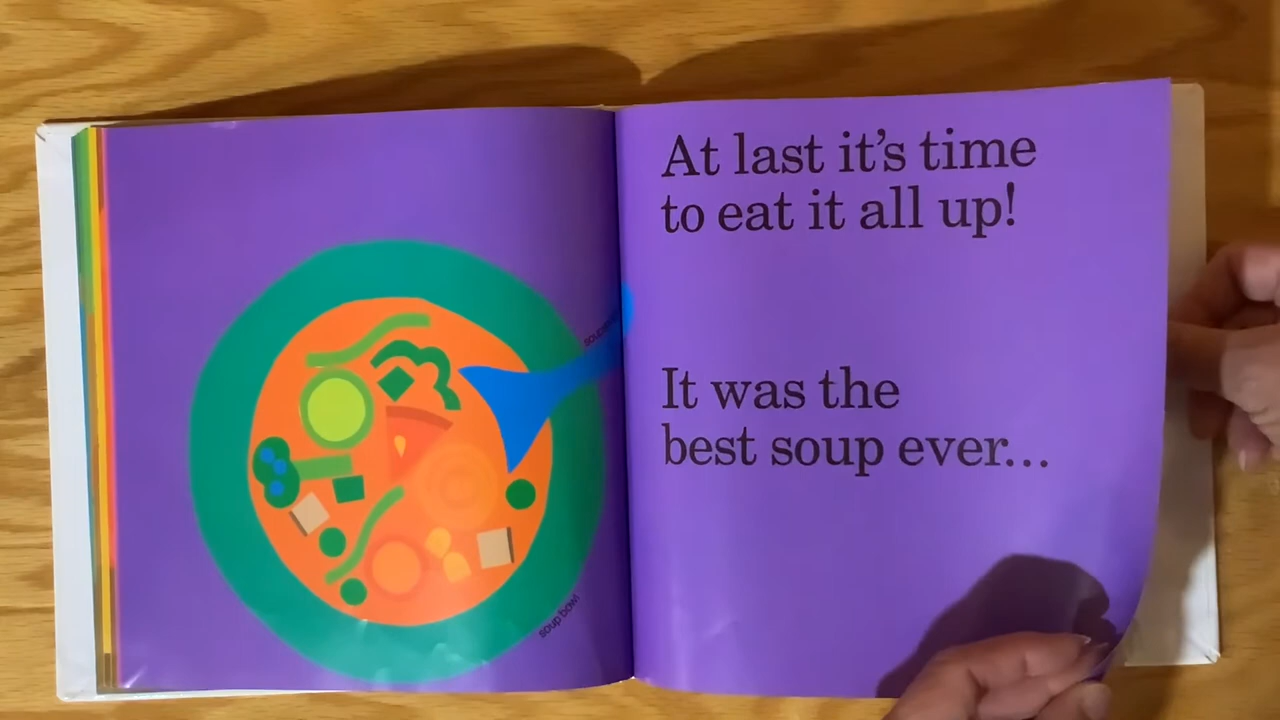 At last it's time
to eat it all up!
It was the
best soup ever...
soup bowl